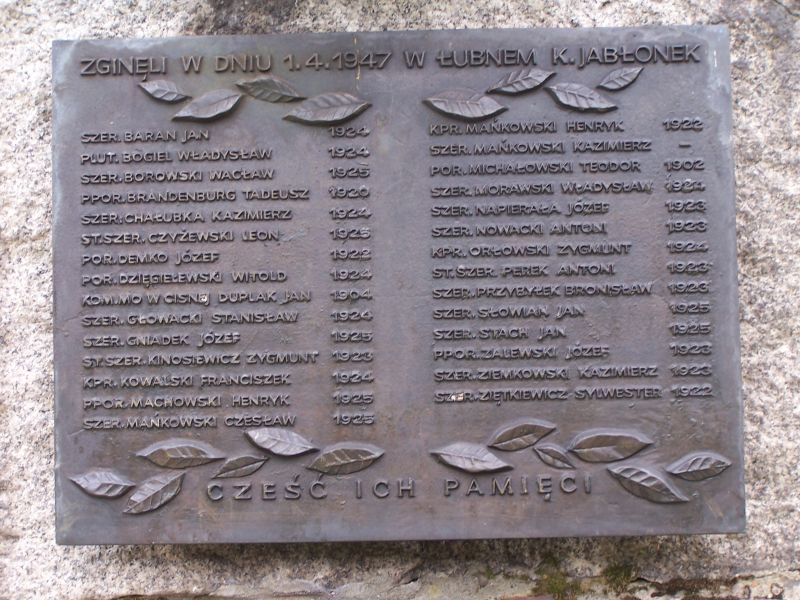 ZGINĘLI W DNIU 1.4.1947 W ŁUBNEM K. JABŁONEK
SZER. BARAN JAN 1924
PLUT. BÓGIEL WŁADYSŁAW 1924
SZER. BOROWSKI WACŁAW 1925
PPOR. BRANDENBURG TADEUSZ 1920
SZER. CHAŁUBKA KAZIMIERZ 1924
ST. SZER. CZYŻEWSKI LEON 1925
POR. DEMKO JÓZEF 1922
POR. DZIĘGIELEWSKI WITOLD 1924
KOM. MO W CISNEJ DUPLAK JAN 1904
SZER. GŁOWACKI STANISŁAW 1924
SZER. GNIADEK JÓZEF 1925
ST. SZER. KINOSIEWICZ ZYGMUNT 1923
KPR. KOWALSKI FRANCISZEK 1924
PPOR. MACHOWSKI HENRYK 1925
SZER. MAŃKOWSKI CZESŁAW 1925
KPR. MAŃKOWSKI HENRYK 1922
SZER. MAŃKOWSKI KAZIMIERZ –
POR. MICHAŁOWSKI TEODOR 1902
SZER. MORAWSKI WŁADYSŁAW 1924
SZER. NAPIERAŁA JÓZEF 1923
SZER. NOWACKI ANTONI 1923
KPR. ORŁOWSKI ZYGMUNT 1924
ST. SZER. PEREK ANTONI 1923
SZER. PRZYBYŁEK BRONISŁAW 1923
SZER. SŁOWIAN JAN 1925
SZER. STACH JAN 1925
PPOR. ZALEWSKI JÓZEF 1923
SZER. ZIEMKOWSKI KAZIMIERZ 1923
SZER. ZIĘTKIEWICZ SYLWESTER 1922
CZEŚĆ ICH PAMIĘCI